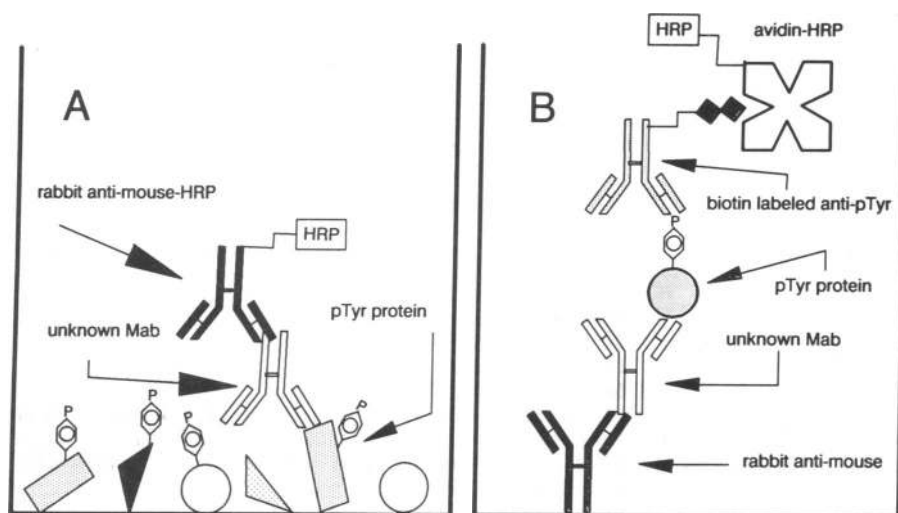 A
rabbit anti-mouse-HRP
HRP
unknown Mab
pTyr protein
P
P
P
P
B
HRP
avidin-HRP
biotin labeled anti-pTyr
P
pTyr protein
unknown Mab
rabbit anti-mouse